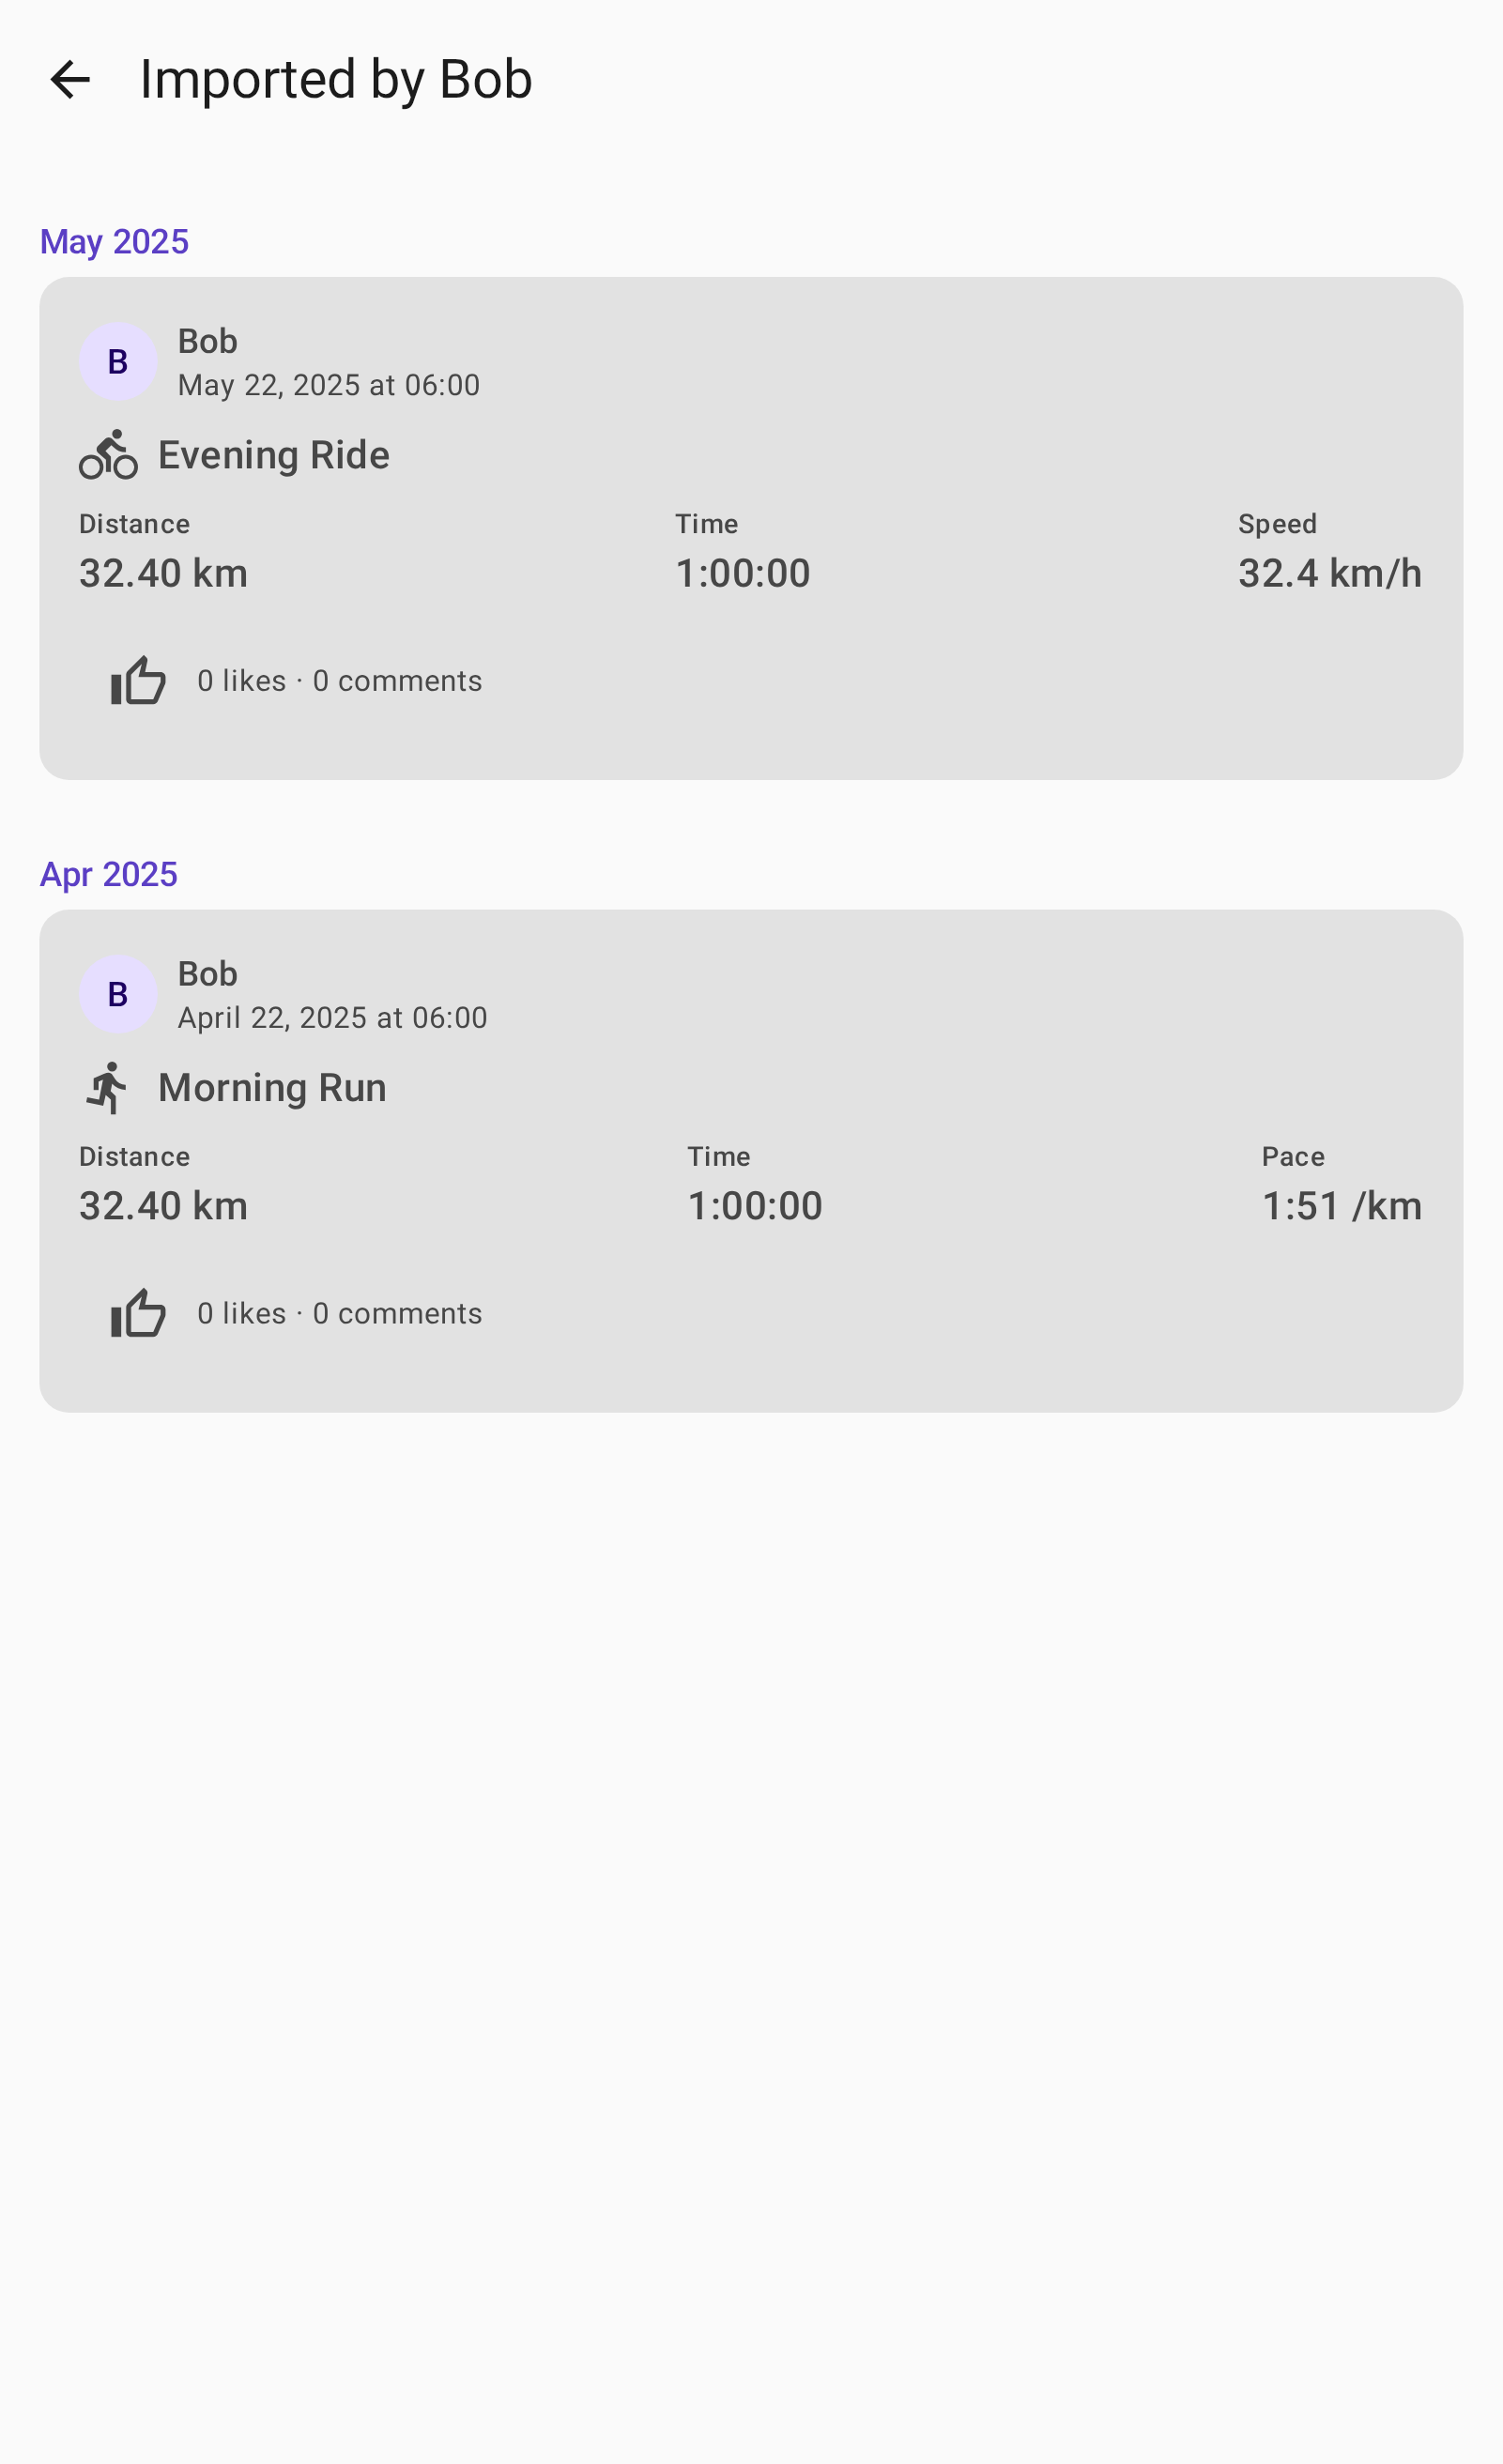 Imported by Bob
May 2025
B
Bob
May 22, 2025 at 06:00
Evening Ride
Distance Time Speed
32.40 km 1:00:00 32.4 km/h
0 likes · 0 comments
Apr 2025
B
Bob
April 22, 2025 at 06:00
Morning Run
Distance Time Pace
32.40 km 1:00:00 1:51 /km
0 likes · 0 comments